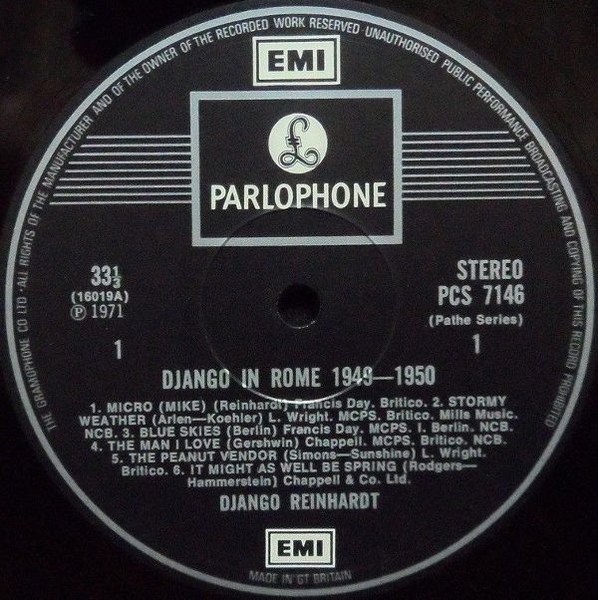 THE GRAMOPHONE CO LTD · ALL RIGHTS OF THE MANUFACTURER AND OF THE OWNER OF THE RECORDED WORK RESERVED · UNAUTHORISED PUBLIC PERFORMANCE BROADCASTING AND COPYING OF THIS RECORD PROHIBITED
EMI
£
PARLOPHONE
33⅓
(16019A)
Ⓟ 1971
1
STEREO
PCS 7146
(Pathe Series)
1
DJANGO IN ROME 1949—1950
1. MICRO (MIKE) (Reinhardt) Francis Day. Britico. 2. STORMY
WEATHER (Arlen—Koehler) L. Wright. MCPS. Britico. Mills Music.
NCB. 3. BLUE SKIES (Berlin) Francis Day. MCPS. I. Berlin. NCB.
4. THE MAN I LOVE (Gershwin) Chappell. MCPS. Britico. NCB.
5. THE PEANUT VENDOR (Simons—Sunshine) L. Wright.
Britico. 6. IT MIGHT AS WELL BE SPRING (Rodgers—
Hammerstein) Chappell & Co. Ltd.
DJANGO REINHARDT
EMI
MADE IN GT BRITAIN